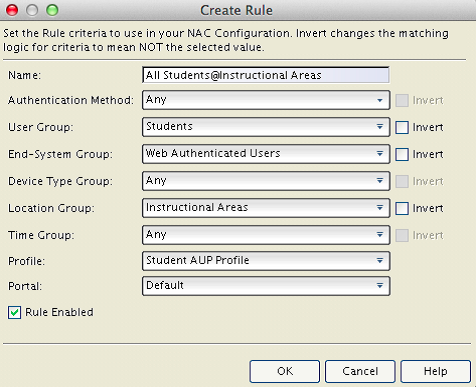 Create Rule
Set the Rule criteria to use in your NAC Configuration. Invert changes the matching
logic for criteria to mean NOT the selected value.
Name: All Students@Instructional Areas
Authentication Method: Any Invert
User Group: Students Invert
End-System Group: Web Authenticated Users Invert
Device Type Group: Any Invert
Location Group: Instructional Areas Invert
Time Group: Any Invert
Profile: Student AUP Profile
Portal: Default
Rule Enabled
OK Cancel Help